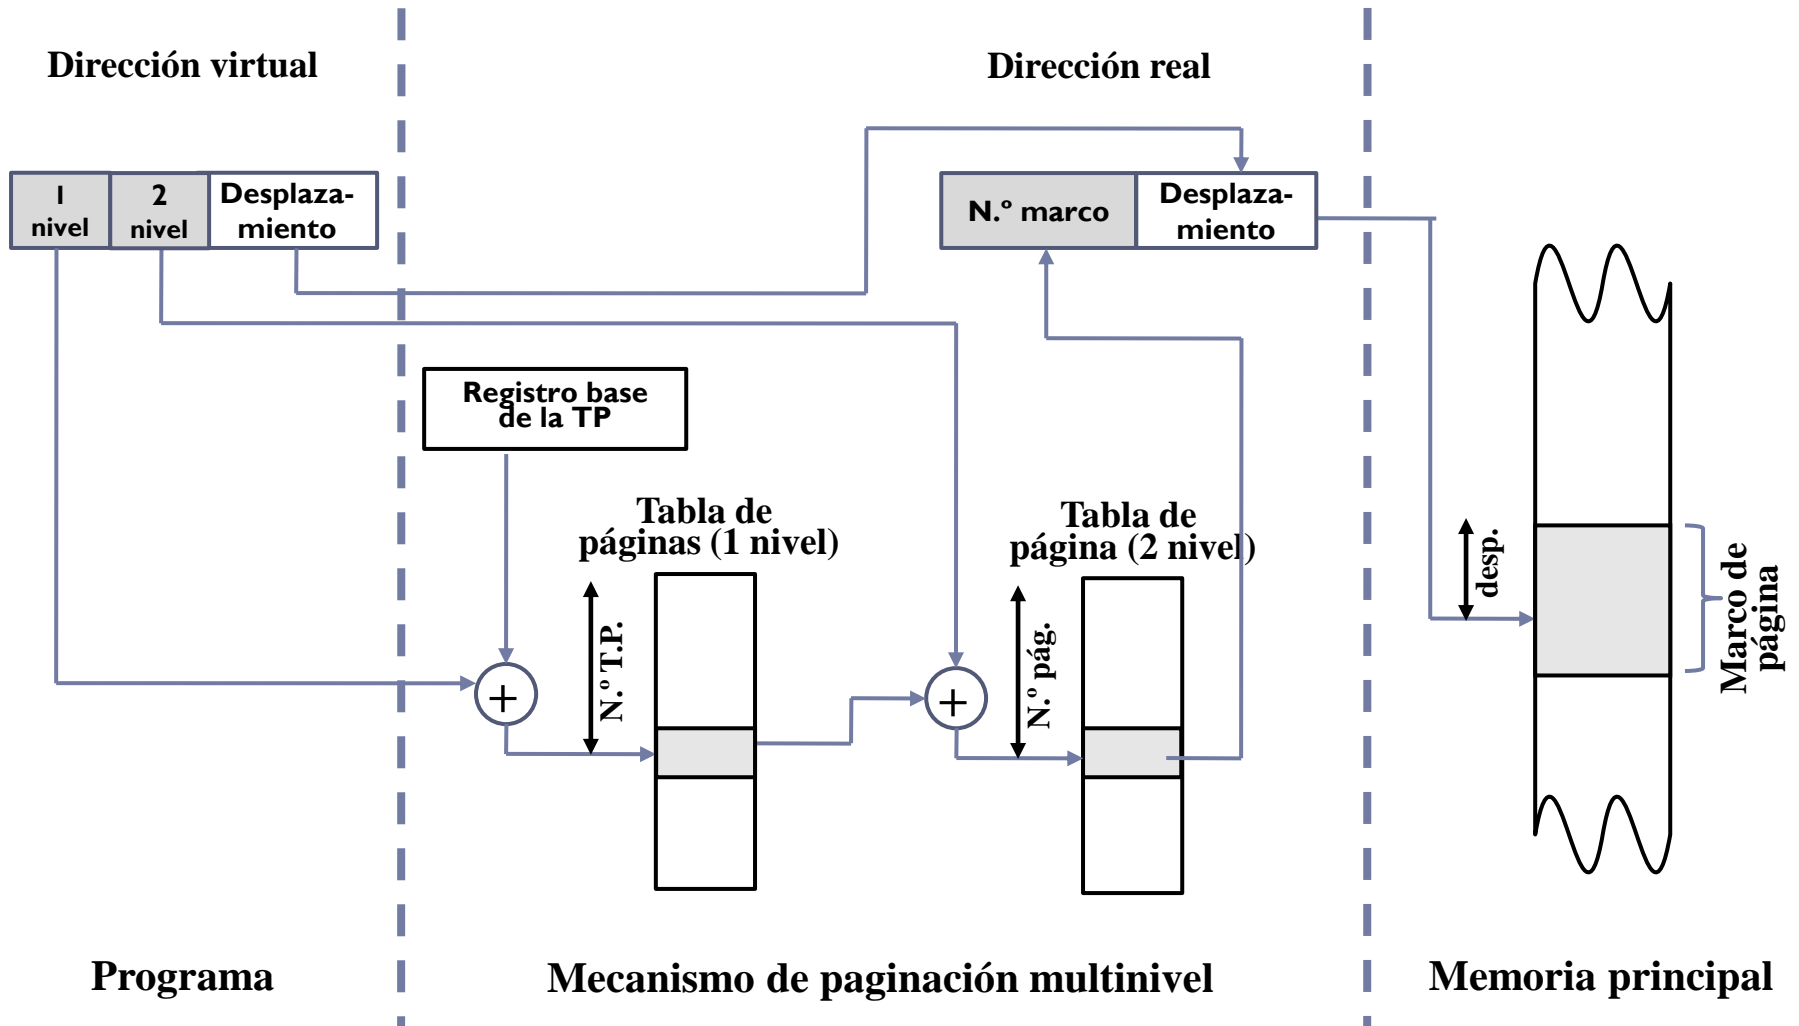 Dirección virtual
Dirección real
1
nivel
2
nivel
Desplaza-
miento
N.º marco
Desplaza-
miento
Registro base
de la TP
Tabla de
páginas (1 nivel)
Tabla de
página (2 nivel)
N.º T.P.
+
N.º pág.
+
desp.
Marco de
página
Programa
Mecanismo de paginación multinivel
Memoria principal